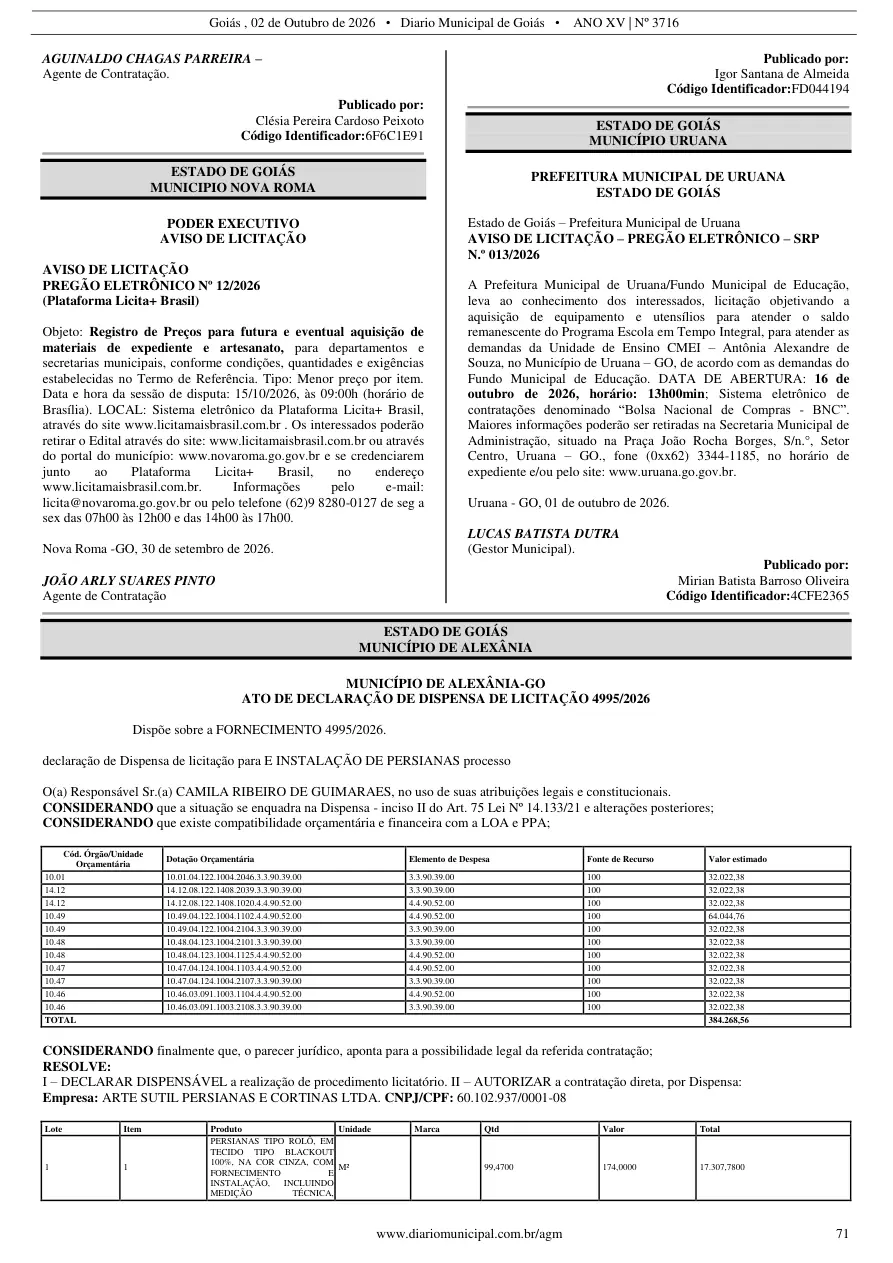 Goiás , 02 de Outubro de 2026 • Diario Municipal de Goiás • ANO XV | Nº 3716
AGUINALDO CHAGAS PARREIRA –
Agente de Contratação.
Publicado por:
Clésia Pereira Cardoso Peixoto
Código Identificador:6F6C1E91
ESTADO DE GOIÁS
MUNICIPIO NOVA ROMA
PODER EXECUTIVO
AVISO DE LICITAÇÃO
AVISO DE LICITAÇÃO
PREGÃO ELETRÔNICO Nº 12/2026
(Plataforma Licita+ Brasil)
Objeto: Registro de Preços para futura e eventual aquisição de
materiais de expediente e artesanato, para departamentos e
secretarias municipais, conforme condições, quantidades e exigências
estabelecidas no Termo de Referência. Tipo: Menor preço por item.
Data e hora da sessão de disputa: 15/10/2026, às 09:00h (horário de
Brasília). LOCAL: Sistema eletrônico da Plataforma Licita+ Brasil,
através do site www.licitamaisbrasil.com.br . Os interessados poderão
retirar o Edital através do site: www.licitamaisbrasil.com.br ou através
do portal do município: www.novaroma.go.gov.br e se credenciarem
junto ao Plataforma Licita+ Brasil, no endereço
www.licitamaisbrasil.com.br. Informações pelo e-mail:
licita@novaroma.go.gov.br ou pelo telefone (62)9 8280-0127 de seg a
sex das 07h00 às 12h00 e das 14h00 às 17h00.
Nova Roma -GO, 30 de setembro de 2026.
JOÃO ARLY SUARES PINTO
Agente de Contratação
Publicado por:
Igor Santana de Almeida
Código Identificador:FD044194
ESTADO DE GOIÁS
MUNICÍPIO URUANA
PREFEITURA MUNICIPAL DE URUANA
ESTADO DE GOIÁS
Estado de Goiás – Prefeitura Municipal de Uruana
AVISO DE LICITAÇÃO – PREGÃO ELETRÔNICO – SRP
N.º 013/2026
A Prefeitura Municipal de Uruana/Fundo Municipal de Educação,
leva ao conhecimento dos interessados, licitação objetivando a
aquisição de equipamento e utensílios para atender o saldo
remanescente do Programa Escola em Tempo Integral, para atender as
demandas da Unidade de Ensino CMEI – Antônia Alexandre de
Souza, no Município de Uruana – GO, de acordo com as demandas do
Fundo Municipal de Educação. DATA DE ABERTURA: 16 de
outubro de 2026, horário: 13h00min; Sistema eletrônico de
contratações denominado “Bolsa Nacional de Compras - BNC”.
Maiores informações poderão ser retiradas na Secretaria Municipal de
Administração, situado na Praça João Rocha Borges, S/n.°, Setor
Centro, Uruana – GO., fone (0xx62) 3344-1185, no horário de
expediente e/ou pelo site: www.uruana.go.gov.br.
Uruana - GO, 01 de outubro de 2026.
LUCAS BATISTA DUTRA
(Gestor Municipal).
Publicado por:
Mirian Batista Barroso Oliveira
Código Identificador:4CFE2365
ESTADO DE GOIÁS
MUNICÍPIO DE ALEXÂNIA
MUNICÍPIO DE ALEXÂNIA-GO
ATO DE DECLARAÇÃO DE DISPENSA DE LICITAÇÃO 4995/2026
Dispõe sobre a FORNECIMENTO 4995/2026.
declaração de Dispensa de licitação para E INSTALAÇÃO DE PERSIANAS processo
O(a) Responsável Sr.(a) CAMILA RIBEIRO DE GUIMARAES, no uso de suas atribuições legais e constitucionais.
CONSIDERANDO que a situação se enquadra na Dispensa - inciso II do Art. 75 Lei Nº 14.133/21 e alterações posteriores;
CONSIDERANDO que existe compatibilidade orçamentária e financeira com a LOA e PPA;
Cód. Órgão/Unidade Orçamentária Dotação Orçamentária Elemento de Despesa Fonte de Recurso Valor estimado
10.01 10.01.04.122.1004.2046.3.3.90.39.00 3.3.90.39.00 100 32.022,38
14.12 14.12.08.122.1408.2039.3.3.90.39.00 3.3.90.39.00 100 32.022,38
14.12 14.12.08.122.1408.1020.4.4.90.52.00 4.4.90.52.00 100 32.022,38
10.49 10.49.04.122.1004.1102.4.4.90.52.00 4.4.90.52.00 100 64.044,76
10.49 10.49.04.122.1004.2104.3.3.90.39.00 3.3.90.39.00 100 32.022,38
10.48 10.48.04.123.1004.2101.3.3.90.39.00 3.3.90.39.00 100 32.022,38
10.48 10.48.04.123.1004.1125.4.4.90.52.00 4.4.90.52.00 100 32.022,38
10.47 10.47.04.124.1004.1103.4.4.90.52.00 4.4.90.52.00 100 32.022,38
10.47 10.47.04.124.1004.2107.3.3.90.39.00 3.3.90.39.00 100 32.022,38
10.46 10.46.03.091.1003.1104.4.4.90.52.00 4.4.90.52.00 100 32.022,38
10.46 10.46.03.091.1003.2108.3.3.90.39.00 3.3.90.39.00 100 32.022,38
TOTAL 384.268,56
CONSIDERANDO finalmente que, o parecer jurídico, aponta para a possibilidade legal da referida contratação;
RESOLVE:
I – DECLARAR DISPENSÁVEL a realização de procedimento licitatório. II – AUTORIZAR a contratação direta, por Dispensa:
Empresa: ARTE SUTIL PERSIANAS E CORTINAS LTDA. CNPJ/CPF: 60.102.937/0001-08
Lote Item Produto Unidade Marca Qtd Valor Total
PERSIANAS TIPO ROLÔ, EM
TECIDO TIPO BLACKOUT
100%, NA COR CINZA, COM
FORNECIMENTO E
INSTALAÇÃO, INCLUINDO
MEDIÇÃO TÉCNICA,
1 1 M² 99,4700 174,0000 17.307,7800
www.diariomunicipal.com.br/agm 71